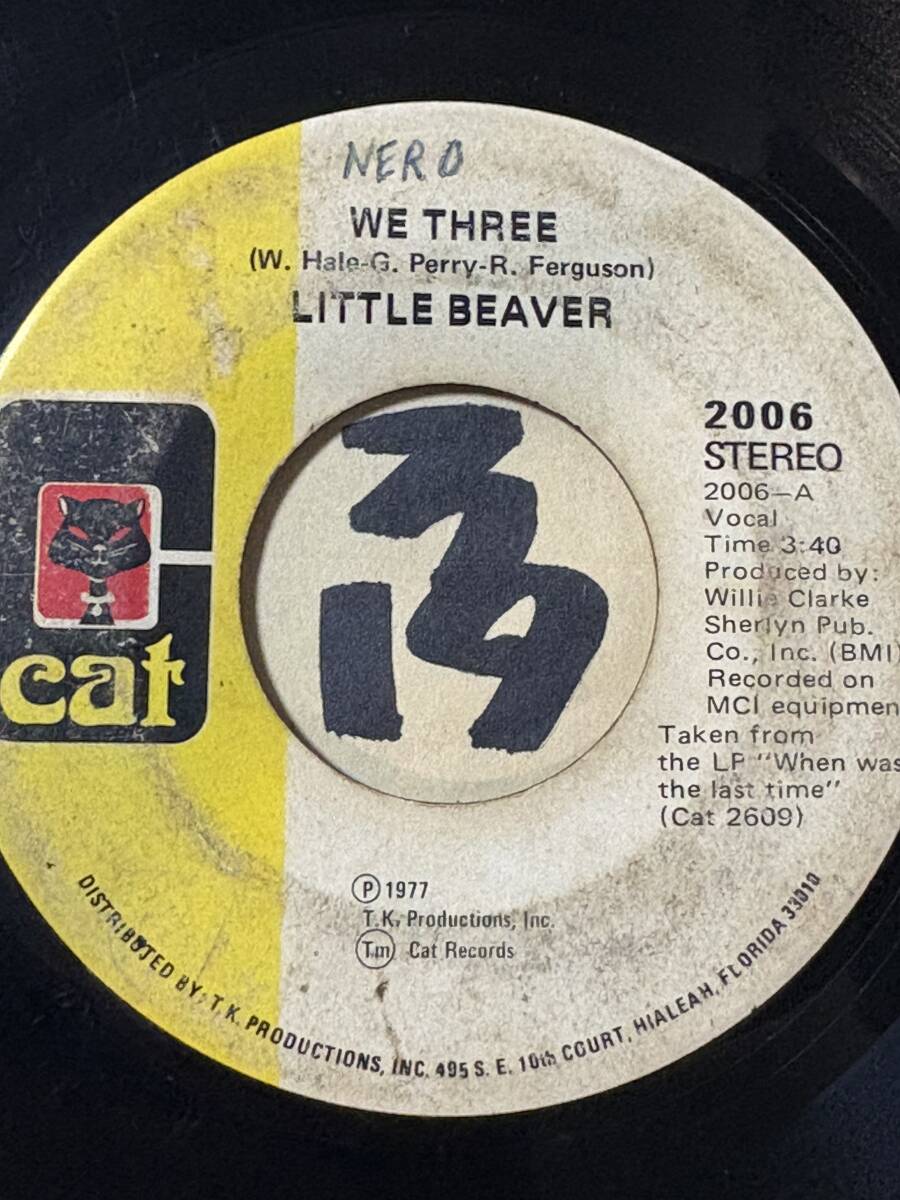 NERO
WE THREE
(W. Hale-G. Perry-R. Ferguson)
LITTLE BEAVER
cat
2006
STEREO
2006-A
Vocal
Time 3:40
Produced by:
Willie Clarke
Sherlyn Pub.
Co., Inc. (BMI)
Recorded on
MCI equipmen
Taken from
the LP "When was
the last time"
(Cat 2609)
Ⓟ 1977
T.K. Productions, Inc.
Tm Cat Records
DISTRIBUTED BY: T.K. PRODUCTIONS, INC. 495 S. E. 10th COURT, HIALEAH, FLORIDA 33010